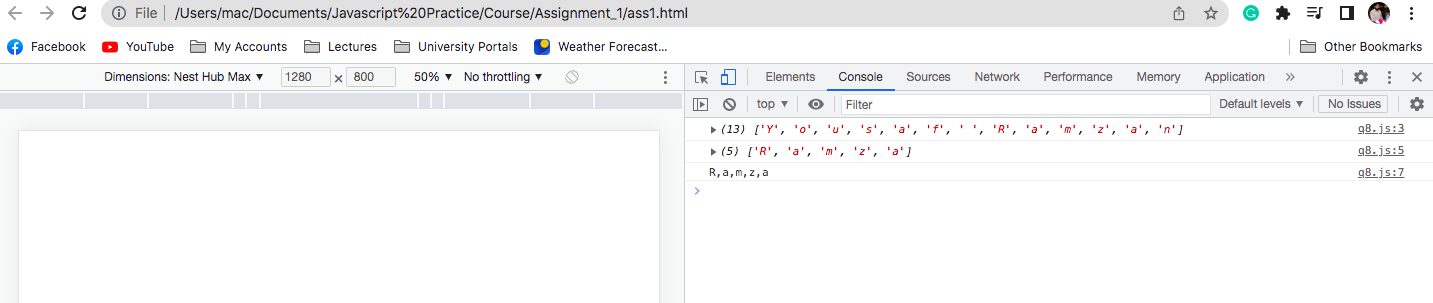 File /Users/mac/Documents/Javascript%20Practice/Course/Assignment_1/ass1.html
Facebook YouTube My Accounts Lectures University Portals Weather Forecast... Other Bookmarks
Dimensions: Nest Hub Max ▼ 1280 × 800 50% ▼ No throttling ▼
Elements Console Sources Network Performance Memory Application »
top ▼ Filter Default levels ▼ No Issues
▶(13) ['Y', 'o', 'u', 's', 'a', 'f', ' ', 'R', 'a', 'm', 'z', 'a', 'n'] q8.js:3
▶(5) ['R', 'a', 'm', 'z', 'a'] q8.js:5
R,a,m,z,a q8.js:7
>